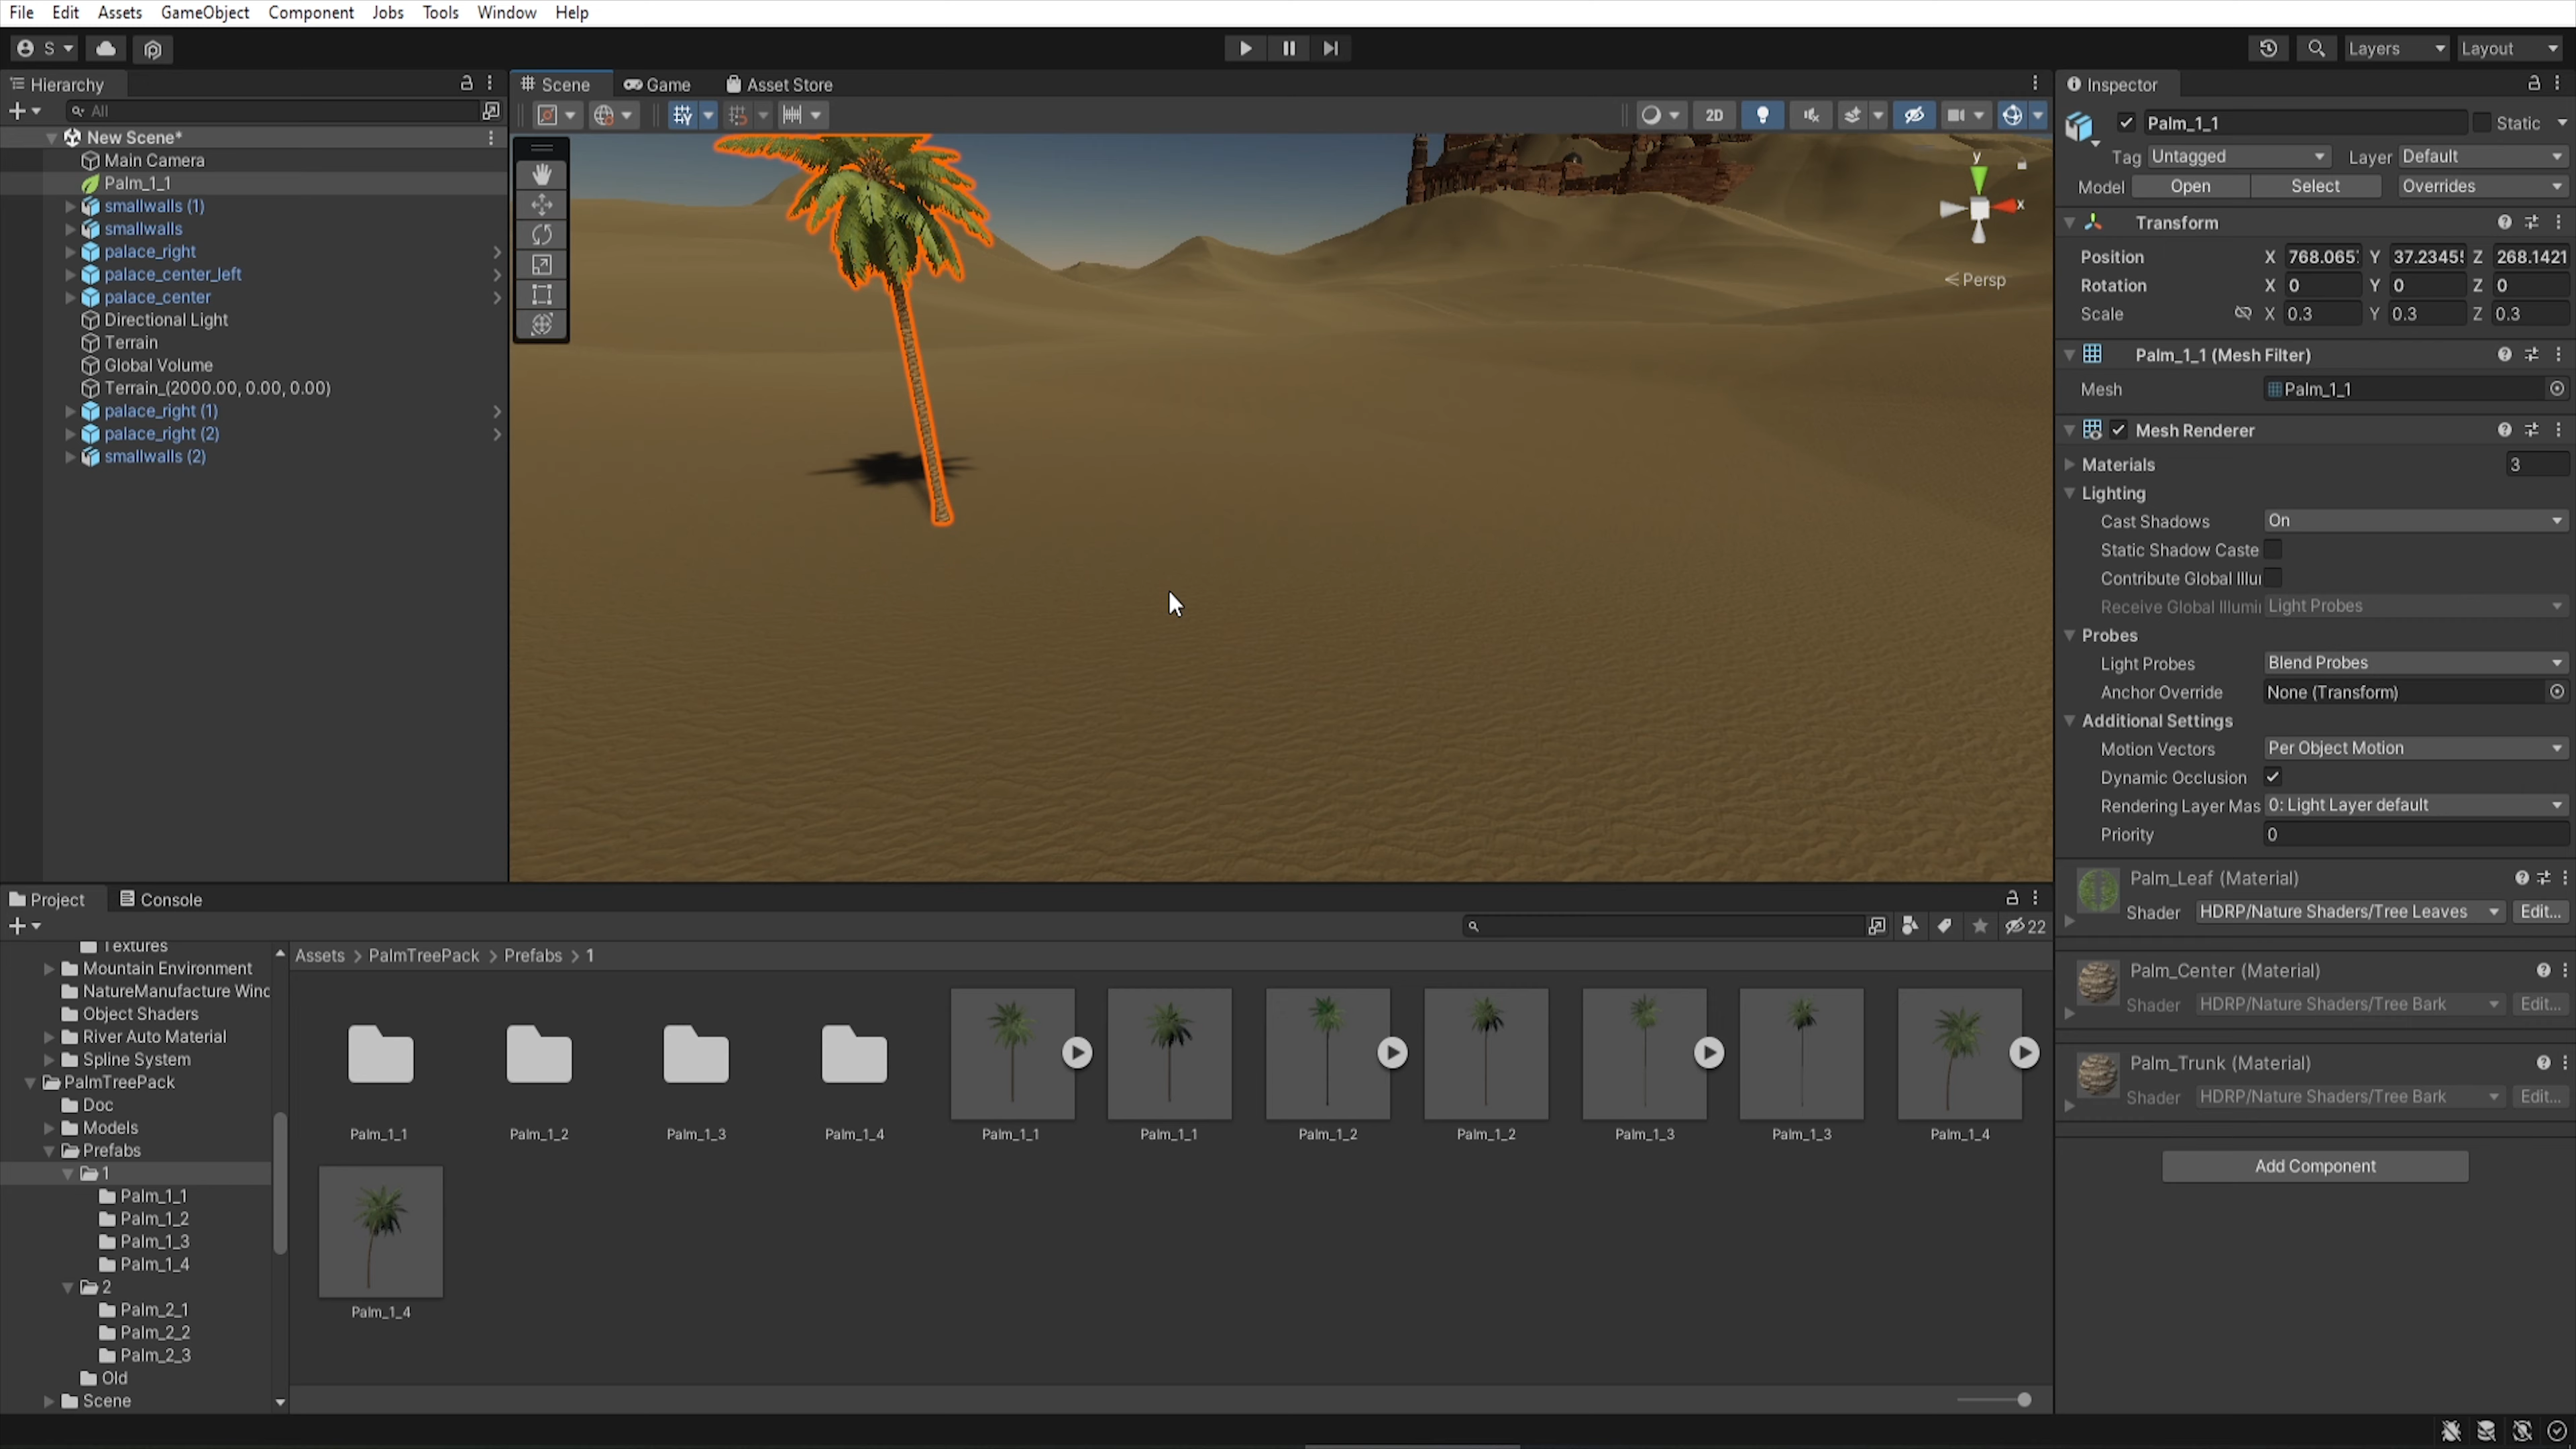 File Edit Assets GameObject Component Jobs Tools Window Help
S
Layers Layout
Hierarchy
All
New Scene*
Main Camera
Palm_1_1
smallwalls (1)
smallwalls
palace_right
palace_center_left
palace_center
Directional Light
Terrain
Global Volume
Terrain_(2000.00, 0.00, 0.00)
palace_right (1)
palace_right (2)
smallwalls (2)
Scene Game Asset Store
2D
y
x
< Persp
Inspector
Palm_1_1 Static
Tag Untagged Layer Default
Model Open Select Overrides
Transform
Position X 768.065 Y 37.2345 Z 268.1421
Rotation X 0 Y 0 Z 0
Scale X 0.3 Y 0.3 Z 0.3
Palm_1_1 (Mesh Filter)
Mesh Palm_1_1
Mesh Renderer
Materials 3
Lighting
Cast Shadows On
Static Shadow Caste
Contribute Global Illu
Receive Global Illumi Light Probes
Probes
Light Probes Blend Probes
Anchor Override None (Transform)
Additional Settings
Motion Vectors Per Object Motion
Dynamic Occlusion
Rendering Layer Mas 0: Light Layer default
Priority 0
Palm_Leaf (Material)
Shader HDRP/Nature Shaders/Tree Leaves Edit...
Palm_Center (Material)
Shader HDRP/Nature Shaders/Tree Bark Edit...
Palm_Trunk (Material)
Shader HDRP/Nature Shaders/Tree Bark Edit...
Add Component
Project Console
22
Textures
Mountain Environment
NatureManufacture Winc
Object Shaders
River Auto Material
Spline System
PalmTreePack
Doc
Models
Prefabs
1
Palm_1_1
Palm_1_2
Palm_1_3
Palm_1_4
2
Palm_2_1
Palm_2_2
Palm_2_3
Old
Scene
Assets > PalmTreePack > Prefabs > 1
Palm_1_1 Palm_1_2 Palm_1_3 Palm_1_4 Palm_1_1 Palm_1_1 Palm_1_2 Palm_1_2 Palm_1_3 Palm_1_3 Palm_1_4
Palm_1_4